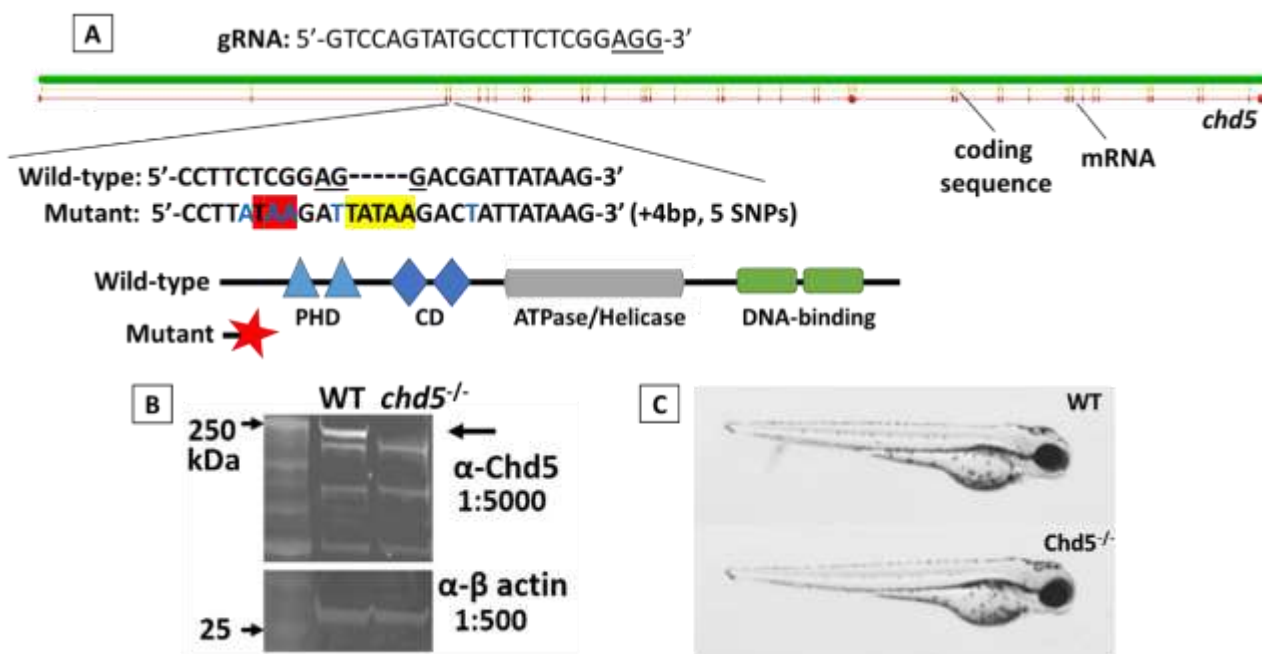 A
gRNA: 5’-GTCCAGTATGCCTTCTCGGAGG-3’
chd5
coding sequence
mRNA
Wild-type: 5’-CCTTCTCGGAG-----GACGATTATAAG-3’
Mutant: 5’-CCTTATAAGATTATAAGACTATTATAAG-3’ (+4bp, 5 SNPs)
Wild-type
PHD
CD
ATPase/Helicase
DNA-binding
Mutant
B
WT chd5-/-
250
kDa
α-Chd5
1:5000
α-β actin
1:500
25
C
WT
Chd5-/-